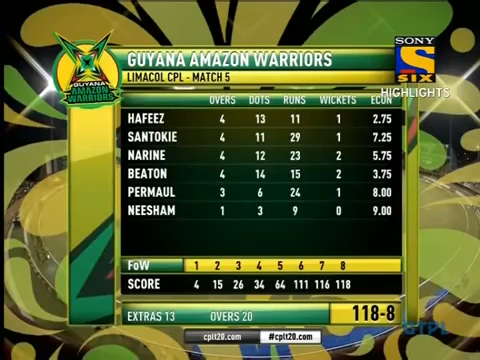 GUYANA AMAZON WARRIORS
SONY
SIX
LIMACOL CPL - MATCH 5
HIGHLIGHTS
GUYANA
AMAZON
WARRIORS
OVERS DOTS RUNS WICKETS ECON
HAFEEZ 4 13 11 1 2.75
SANTOKIE 4 11 29 1 7.25
NARINE 4 12 23 2 5.75
BEATON 4 14 15 2 3.75
PERMAUL 3 6 24 1 8.00
NEESHAM 1 3 9 0 9.00
FoW 1 2 3 4 5 6 7 8
SCORE 4 15 26 34 64 111 116 118
EXTRAS 13 OVERS 20 118-8
GTPL
cplt20.com #cplt20.com